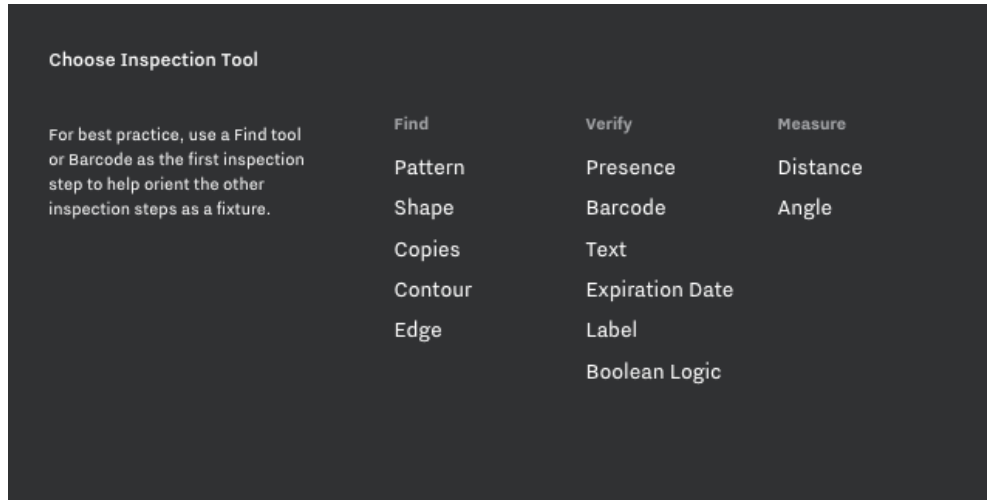 Choose Inspection Tool
For best practice, use a Find tool
or Barcode as the first inspection
step to help orient the other
inspection steps as a fixture.
Find
Pattern
Shape
Copies
Contour
Edge
Verify
Presence
Barcode
Text
Expiration Date
Label
Boolean Logic
Measure
Distance
Angle